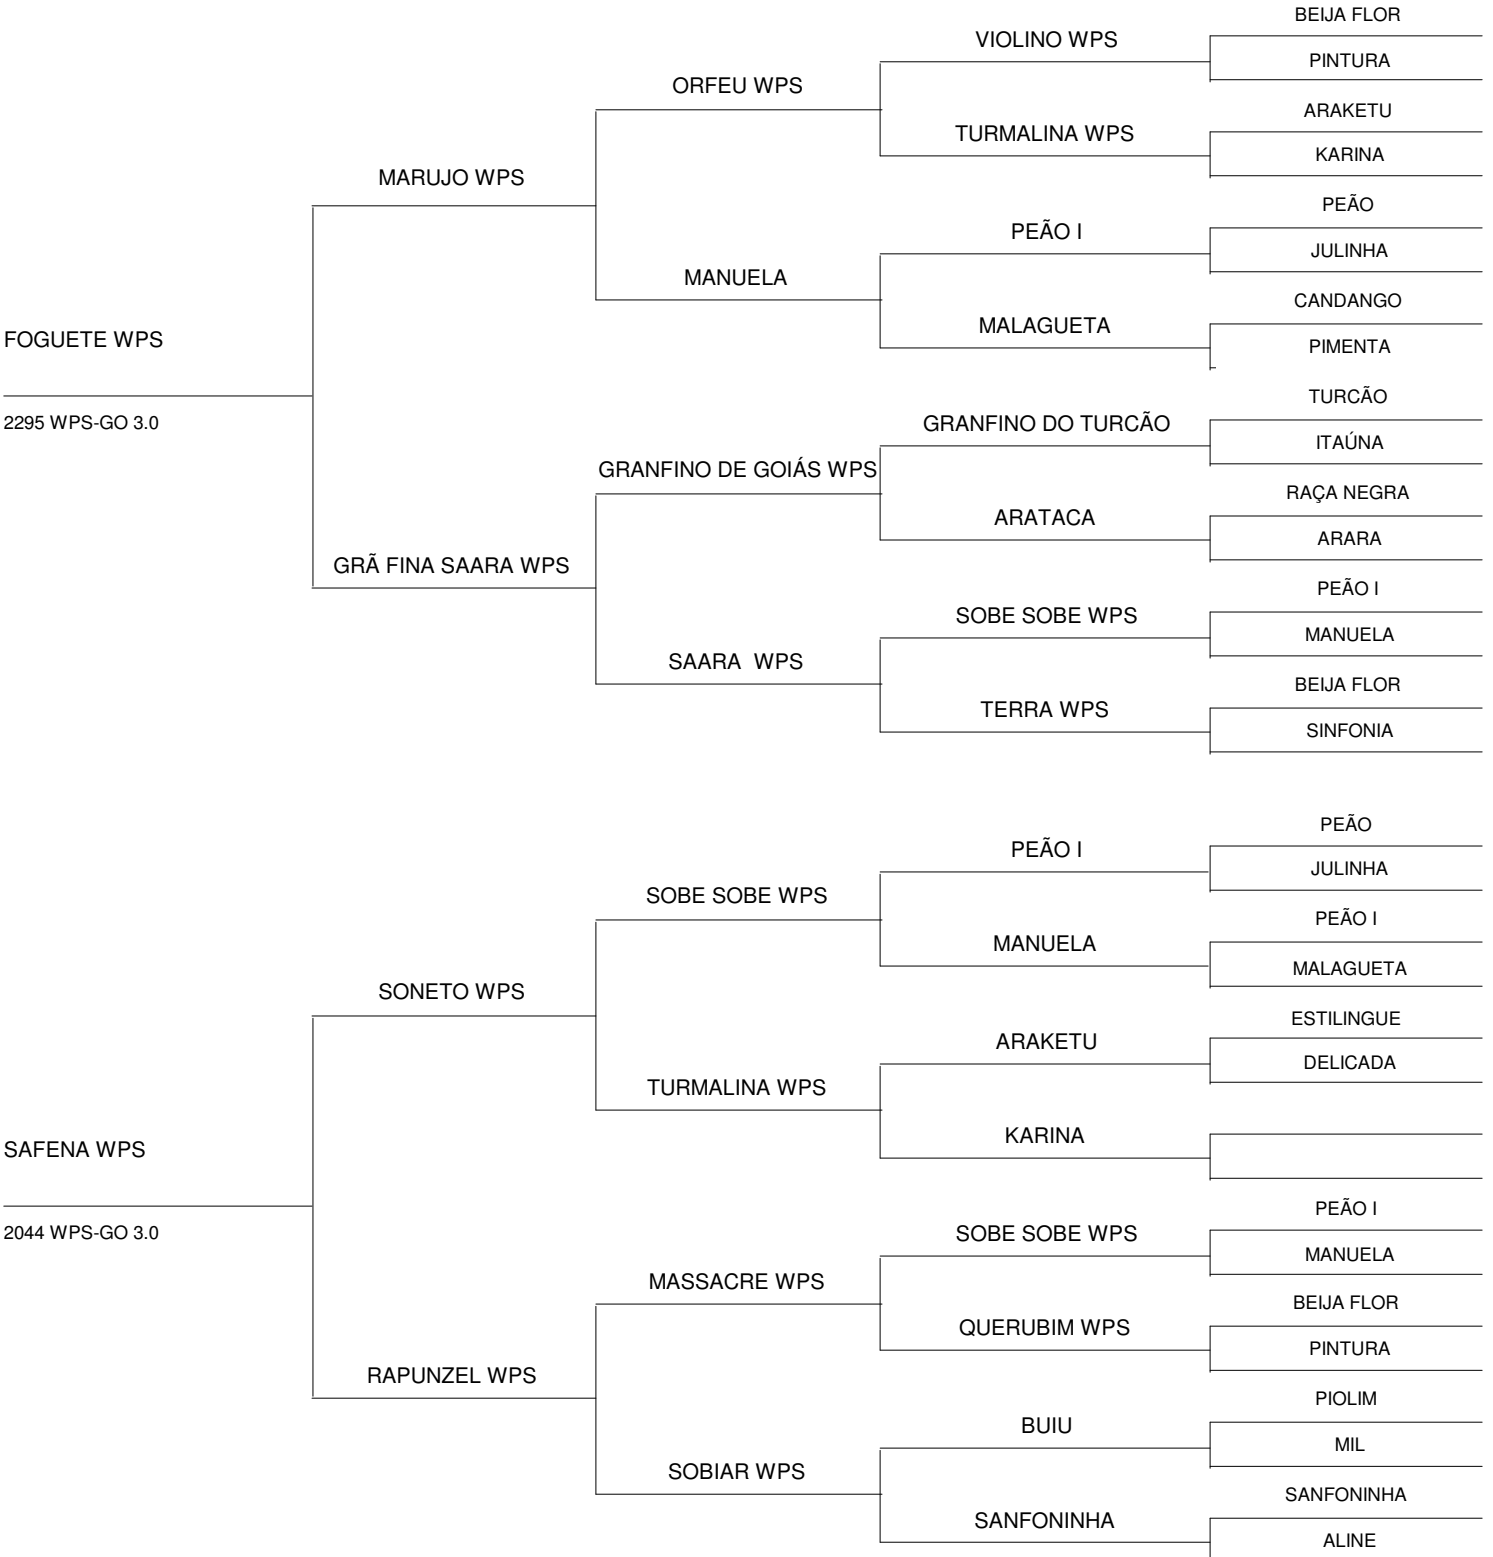 BEIJA FLOR
VIOLINO WPS
PINTURA
ORFEU WPS
ARAKETU
TURMALINA WPS
KARINA
MARUJO WPS
PEÃO
PEÃO I
JULINHA
MANUELA
CANDANGO
MALAGUETA
PIMENTA
FOGUETE WPS
2295 WPS-GO 3.0
TURCÃO
GRANFINO DO TURCÃO
ITAÚNA
GRANFINO DE GOIÁS WPS
RAÇA NEGRA
ARATACA
ARARA
GRÃ FINA SAARA WPS
PEÃO I
SOBE SOBE WPS
MANUELA
SAARA  WPS
BEIJA FLOR
TERRA WPS
SINFONIA
PEÃO
PEÃO I
JULINHA
SOBE SOBE WPS
PEÃO I
MANUELA
MALAGUETA
SONETO WPS
ESTILINGUE
ARAKETU
DELICADA
TURMALINA WPS
KARINA
SAFENA WPS
2044 WPS-GO 3.0
PEÃO I
SOBE SOBE WPS
MANUELA
MASSACRE WPS
BEIJA FLOR
QUERUBIM WPS
PINTURA
RAPUNZEL WPS
PIOLIM
BUIU
MIL
SOBIAR WPS
SANFONINHA
SANFONINHA
ALINE